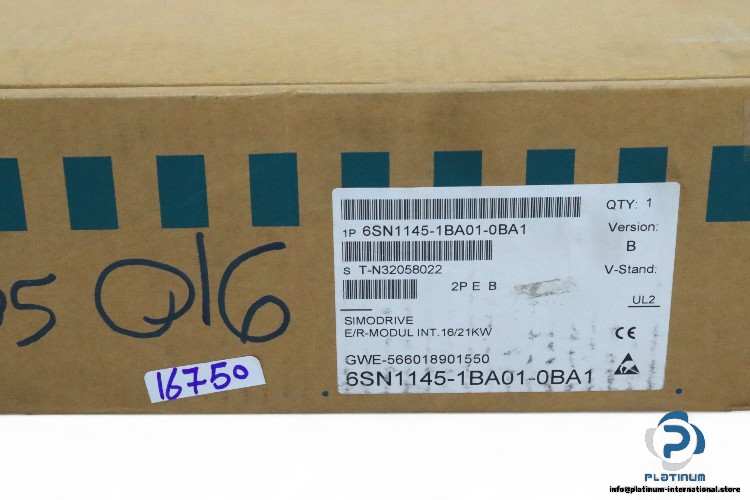 QTY: 1
1P 6SN1145-1BA01-0BA1
Version:
B
S T-N32058022
V-Stand:
2P E B
UL2
SIMODRIVE
E/R-MODUL INT.16/21KW
CE
GWE-566018901550
6SN1145-1BA01-0BA1
5 Q16
16750
PLATINUM
info@platinum-international.store